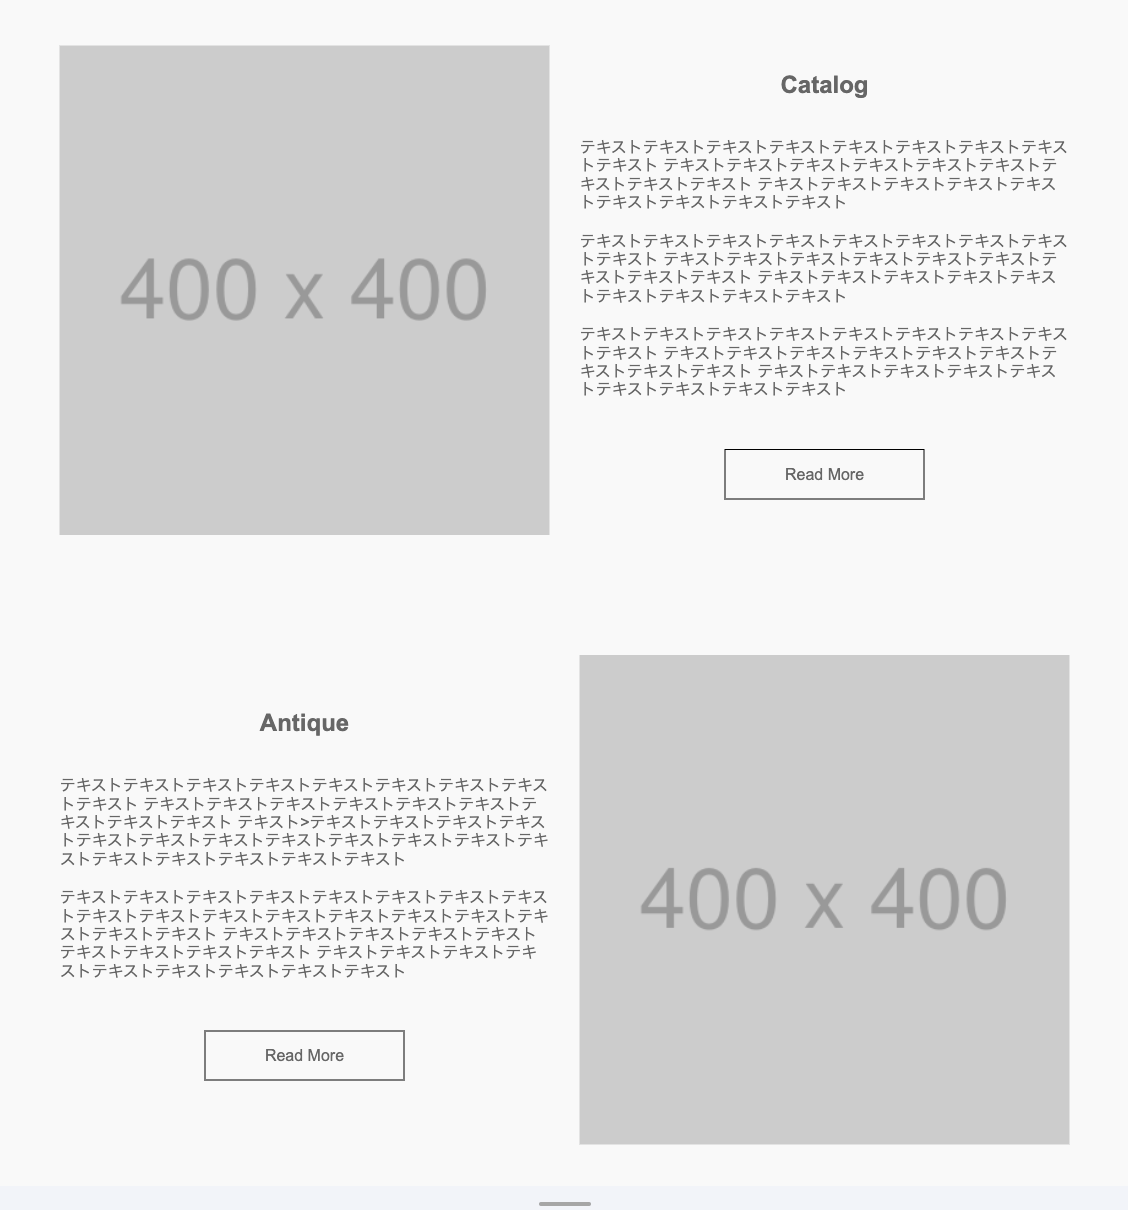 400 x 400
Catalog
テキストテキストテキストテキストテキストテキストテキストテキス
トテキスト テキストテキストテキストテキストテキストテキストテ
キストテキストテキスト テキストテキストテキストテキストテキス
トテキストテキストテキストテキスト
テキストテキストテキストテキストテキストテキストテキストテキス
トテキスト テキストテキストテキストテキストテキストテキストテ
キストテキストテキスト テキストテキストテキストテキストテキス
トテキストテキストテキストテキスト
テキストテキストテキストテキストテキストテキストテキストテキス
トテキスト テキストテキストテキストテキストテキストテキストテ
キストテキストテキスト テキストテキストテキストテキストテキス
トテキストテキストテキストテキスト
Read More
Antique
テキストテキストテキストテキストテキストテキストテキストテキス
トテキスト テキストテキストテキストテキストテキストテキストテ
キストテキストテキスト テキスト>テキストテキストテキストテキス
トテキストテキストテキストテキストテキストテキストテキストテキ
ストテキストテキストテキストテキストテキスト
テキストテキストテキストテキストテキストテキストテキストテキス
トテキストテキストテキストテキストテキストテキストテキストテキ
ストテキストテキスト テキストテキストテキストテキストテキスト
テキストテキストテキストテキスト テキストテキストテキストテキ
ストテキストテキストテキストテキストテキスト
Read More
400 x 400